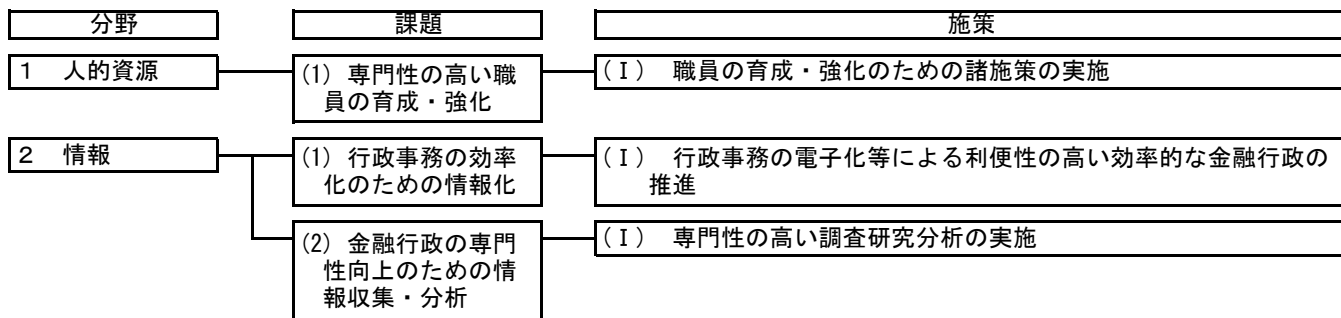 分野
課題
施策
1 人的資源
(1) 専門性の高い職
員の育成・強化
(Ⅰ) 職員の育成・強化のための諸施策の実施
2 情報
(1) 行政事務の効率
化のための情報化
(Ⅰ) 行政事務の電子化等による利便性の高い効率的な金融行政の
推進
(2) 金融行政の専門
性向上のための情
報収集・分析
(Ⅰ) 専門性の高い調査研究分析の実施